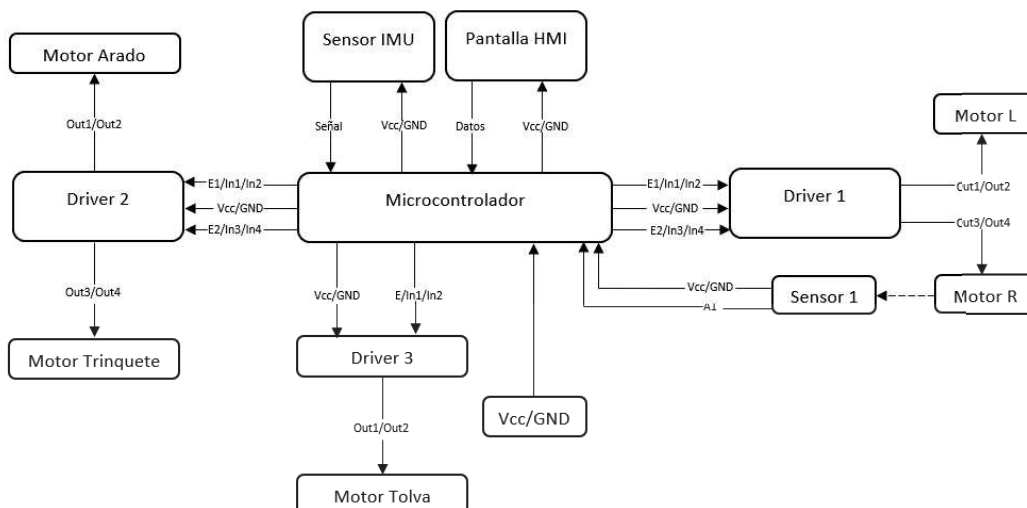 Sensor IMU
Pantalla HMI
Motor Arado
Motor L
Out1/Out2
Señal
Vcc/GND
Datos
Vcc/GND
Driver 2
E1/In1/In2
Vcc/GND
E2/In3/In4
Microcontrolador
E1/In1/In2
Vcc/GND
E2/In3/In4
Driver 1
Out1/Out2
Out3/Out4
Out3/Out4
Vcc/GND
E/In1/In2
Vcc/GND
A1
Sensor 1
Motor R
Motor Trinquete
Driver 3
Vcc/GND
Out1/Out2
Motor Tolva